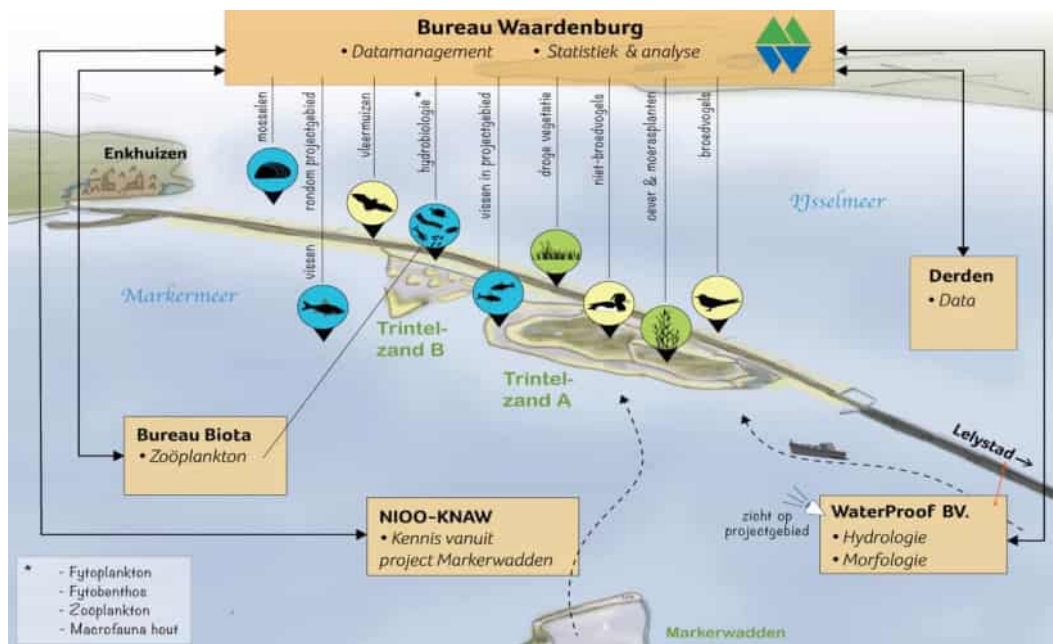 Bureau Waardenburg
• Datamanagement • Statistiek & analyse
mosselen
vissen rondom projectgebied
vleermuizen
hydrobiologie*
vissen in projectgebied
droge vegetatie
niet-broedvogels
oever & moerasplanten
broedvogels
Enkhuizen
IJsselmeer
Markermeer
Derden
• Data
Trintel-
zand B
Trintel-
zand A
Bureau Biota
• Zoöplankton
Lelystad →
NIOO-KNAW
• Kennis vanuit
project Markerwadden
zicht op
projectgebied
WaterProof BV.
• Hydrologie
• Morfologie
* - Fytoplankton
- Fytobenthos
- Zoöplankton
- Macrofauna hout
Markerwadden